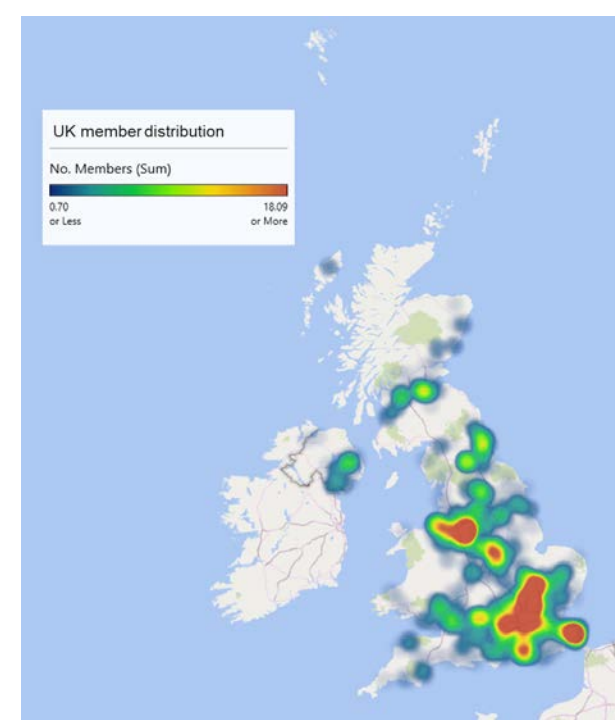 UK member distribution
No. Members (Sum)
0.70
or Less
18.09
or More